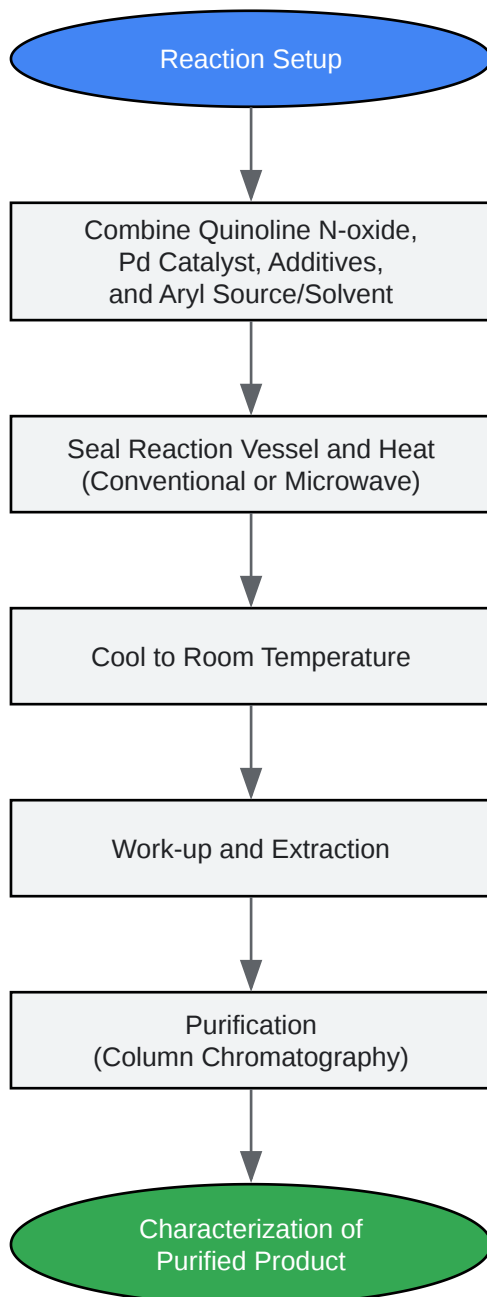 Reaction Setup
Combine Quinoline N-oxide,
Pd Catalyst, Additives,
and Aryl Source/Solvent
Seal Reaction Vessel and Heat
(Conventional or Microwave)
Cool to Room Temperature
Work-up and Extraction
Purification
(Column Chromatography)
Characterization of
Purified Product